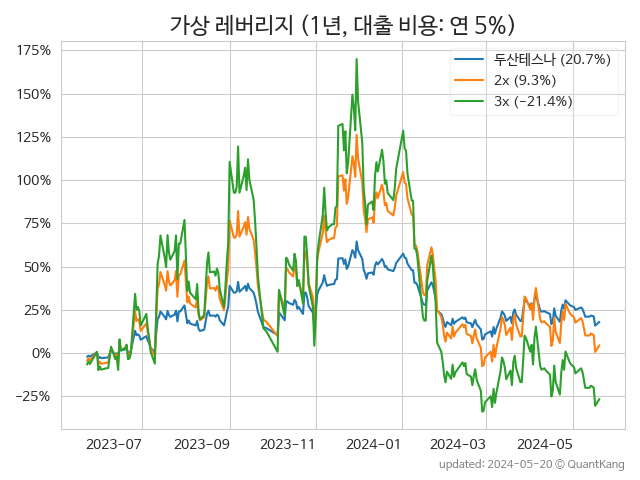 가상 레버리지 (1년, 대출 비용: 연 5%)
175%
150%
125%
100%
75%
50%
25%
0%
−25%
두산테스나 (20.7%)
2x (9.3%)
3x (−21.4%)
2023-07 2023-09 2023-11 2024-01 2024-03 2024-05
updated: 2024-05-20 © QuantKang